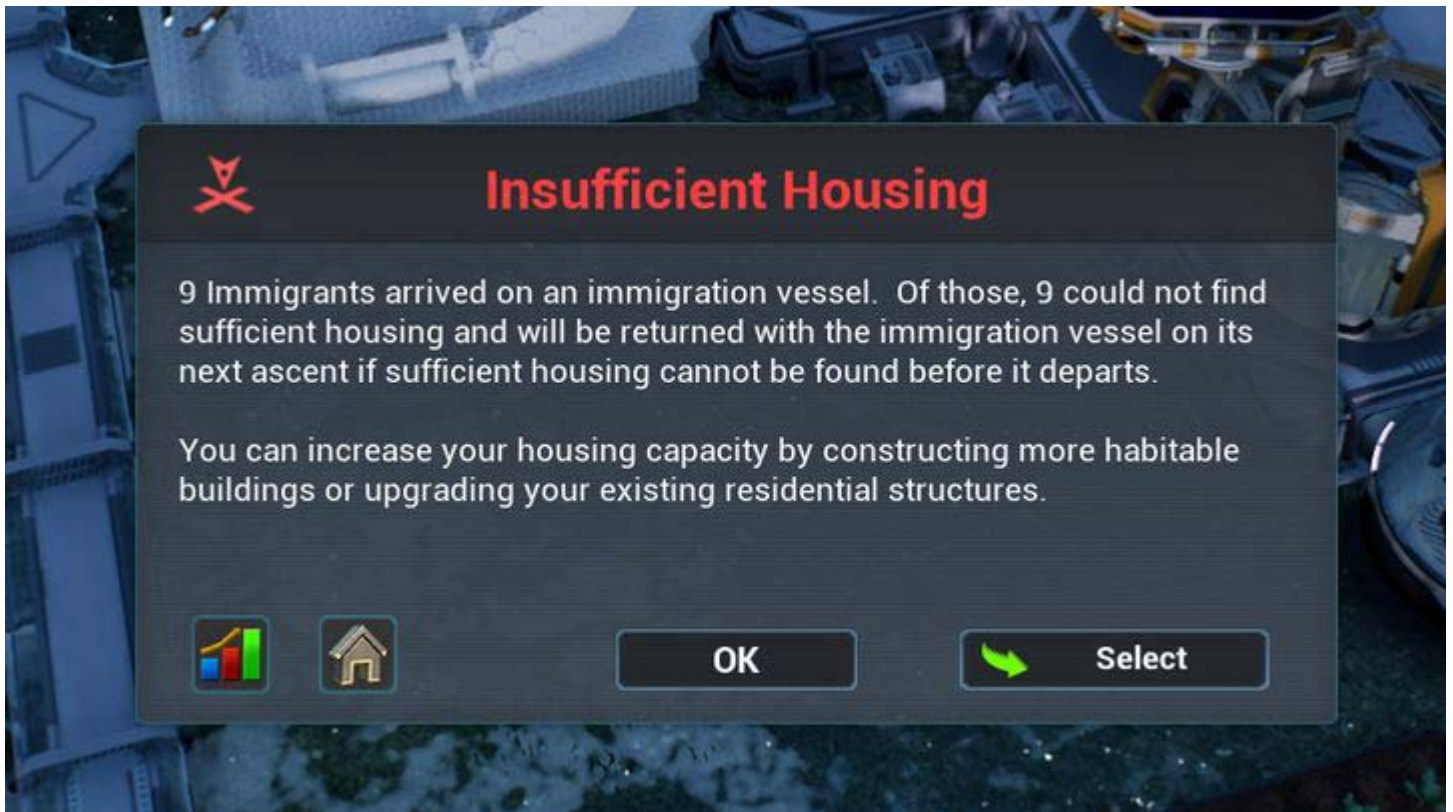 Insufficient Housing
9 Immigrants arrived on an immigration vessel.  Of those, 9 could not find
sufficient housing and will be returned with the immigration vessel on its
next ascent if sufficient housing cannot be found before it departs.
You can increase your housing capacity by constructing more habitable
buildings or upgrading your existing residential structures.
OK
Select